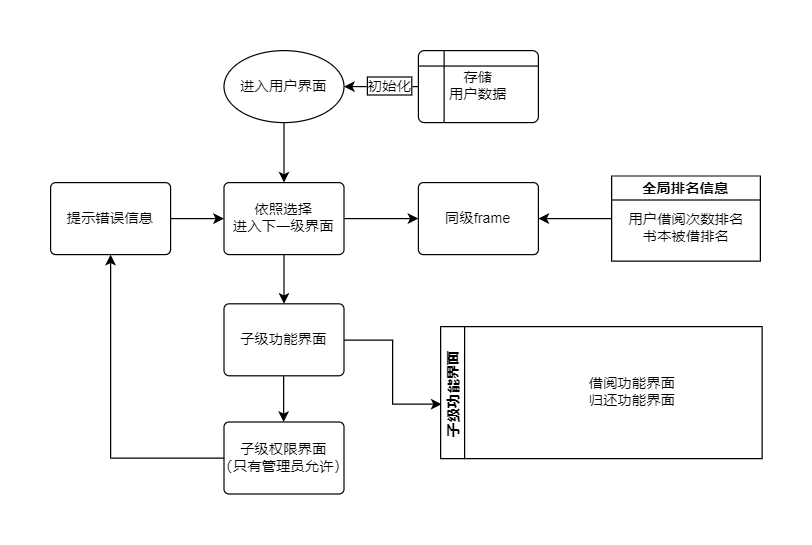 进入用户界面
初始化
存储
用户数据
提示错误信息
依照选择
进入下一级界面
同级frame
全局排名信息
用户借阅次数排名
书本被借排名
子级功能界面
子级功能界面
借阅功能界面
归还功能界面
子级权限界面
（只有管理员允许）